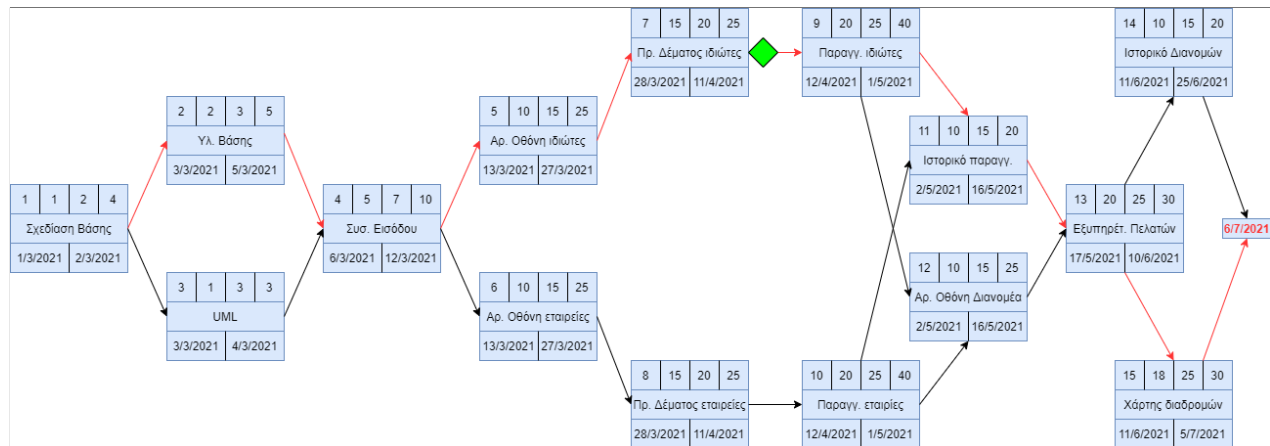 7 15 20 25
Πρ. Δέματος ιδιώτες
28/3/2021 11/4/2021
9 20 25 40
Παραγγ. ιδιώτες
12/4/2021 1/5/2021
14 10 15 20
Ιστορικό Διανομών
11/6/2021 25/6/2021
2 2 3 5
Υλ. Βάσης
3/3/2021 5/3/2021
5 10 15 25
Αρ. Οθόνη ιδιώτες
13/3/2021 27/3/2021
11 10 15 20
Ιστορικό παραγγ.
2/5/2021 16/5/2021
1 1 2 4
Σχεδίαση Βάσης
1/3/2021 2/3/2021
4 5 7 10
Συσ. Εισόδου
6/3/2021 12/3/2021
13 20 25 30
Εξυπηρέτ. Πελατών
17/5/2021 10/6/2021
6/7/2021
3 1 3 3
UML
3/3/2021 4/3/2021
6 10 15 25
Αρ. Οθόνη εταιρείες
13/3/2021 27/3/2021
12 10 15 25
Αρ. Οθόνη Διανομέα
2/5/2021 16/5/2021
8 15 20 25
Πρ. Δέματος εταιρείες
28/3/2021 11/4/2021
10 20 25 40
Παραγγ. εταιρίες
12/4/2021 1/5/2021
15 18 25 30
Χάρτης διαδρομών
11/6/2021 5/7/2021